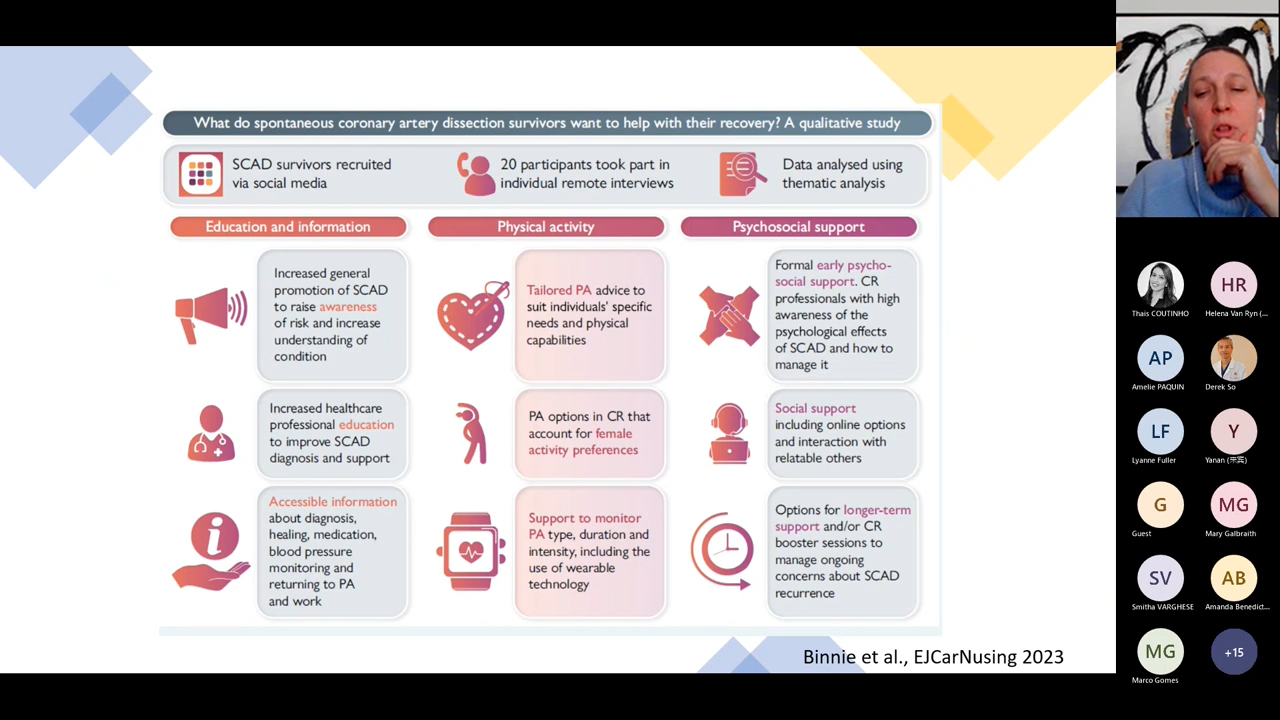 What do spontaneous coronary artery dissection survivors want to help with their recovery? A qualitative study
SCAD survivors recruited
via social media
20 participants took part in
individual remote interviews
Data analysed using
thematic analysis
Education and information
Increased general
promotion of SCAD
to raise awareness
of risk and increase
understanding of
condition
Increased healthcare
professional education
to improve SCAD
diagnosis and support
Accessible information
about diagnosis,
healing, medication,
blood pressure
monitoring and
returning to PA
and work
Physical activity
Tailored PA advice to
suit individuals' specific
needs and physical
capabilities
PA options in CR that
account for female
activity preferences
Support to monitor
PA type, duration and
intensity, including the
use of wearable
technology
Psychosocial support
Formal early psycho-
social support. CR
professionals with high
awareness of the
psychological effects
of SCAD and how to
manage it
Social support
including online options
and interaction with
relatable others
Options for longer-term
support and/or CR
booster sessions to
manage ongoing
concerns about SCAD
recurrence
Binnie et al., EJCarNusing 2023
Thais COUTINHO
HR
Helena Van Ryn (...
AP
Amelie PAQUIN
Derek So
LF
Lyanne Fuller
Y
Yanan
G
Guest
MG
Mary Galbraith
SV
Smitha VARGHESE
AB
Amanda Benedict...
MG
Marco Gomes
+15